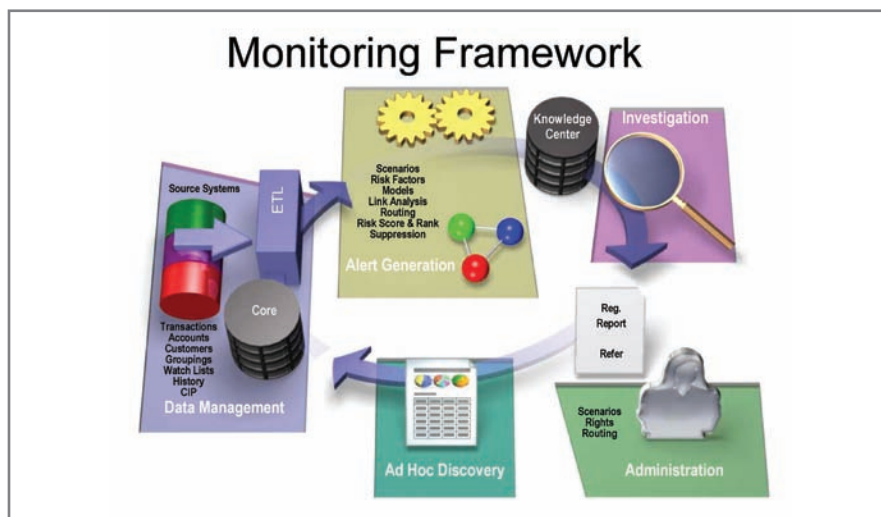 Monitoring Framework
Source Systems
ETL
Core
Transactions
Accounts
Customers
Groupings
Watch Lists
History
CIP
Data Management
Scenarios
Risk Factors
Models
Link Analysis
Routing
Risk Score & Rank
Suppression
Alert Generation
Knowledge
Center
Investigation
Reg.
Report
Refer
Scenarios
Rights
Routing
Administration
Ad Hoc Discovery